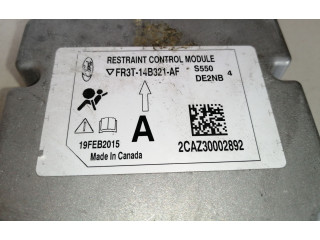 RESTRAINT CONTROL MODULE
FR3T-14B321-AF S550
DE2NB 4
A
19FEB2015
Made In Canada
2CAZ30002892